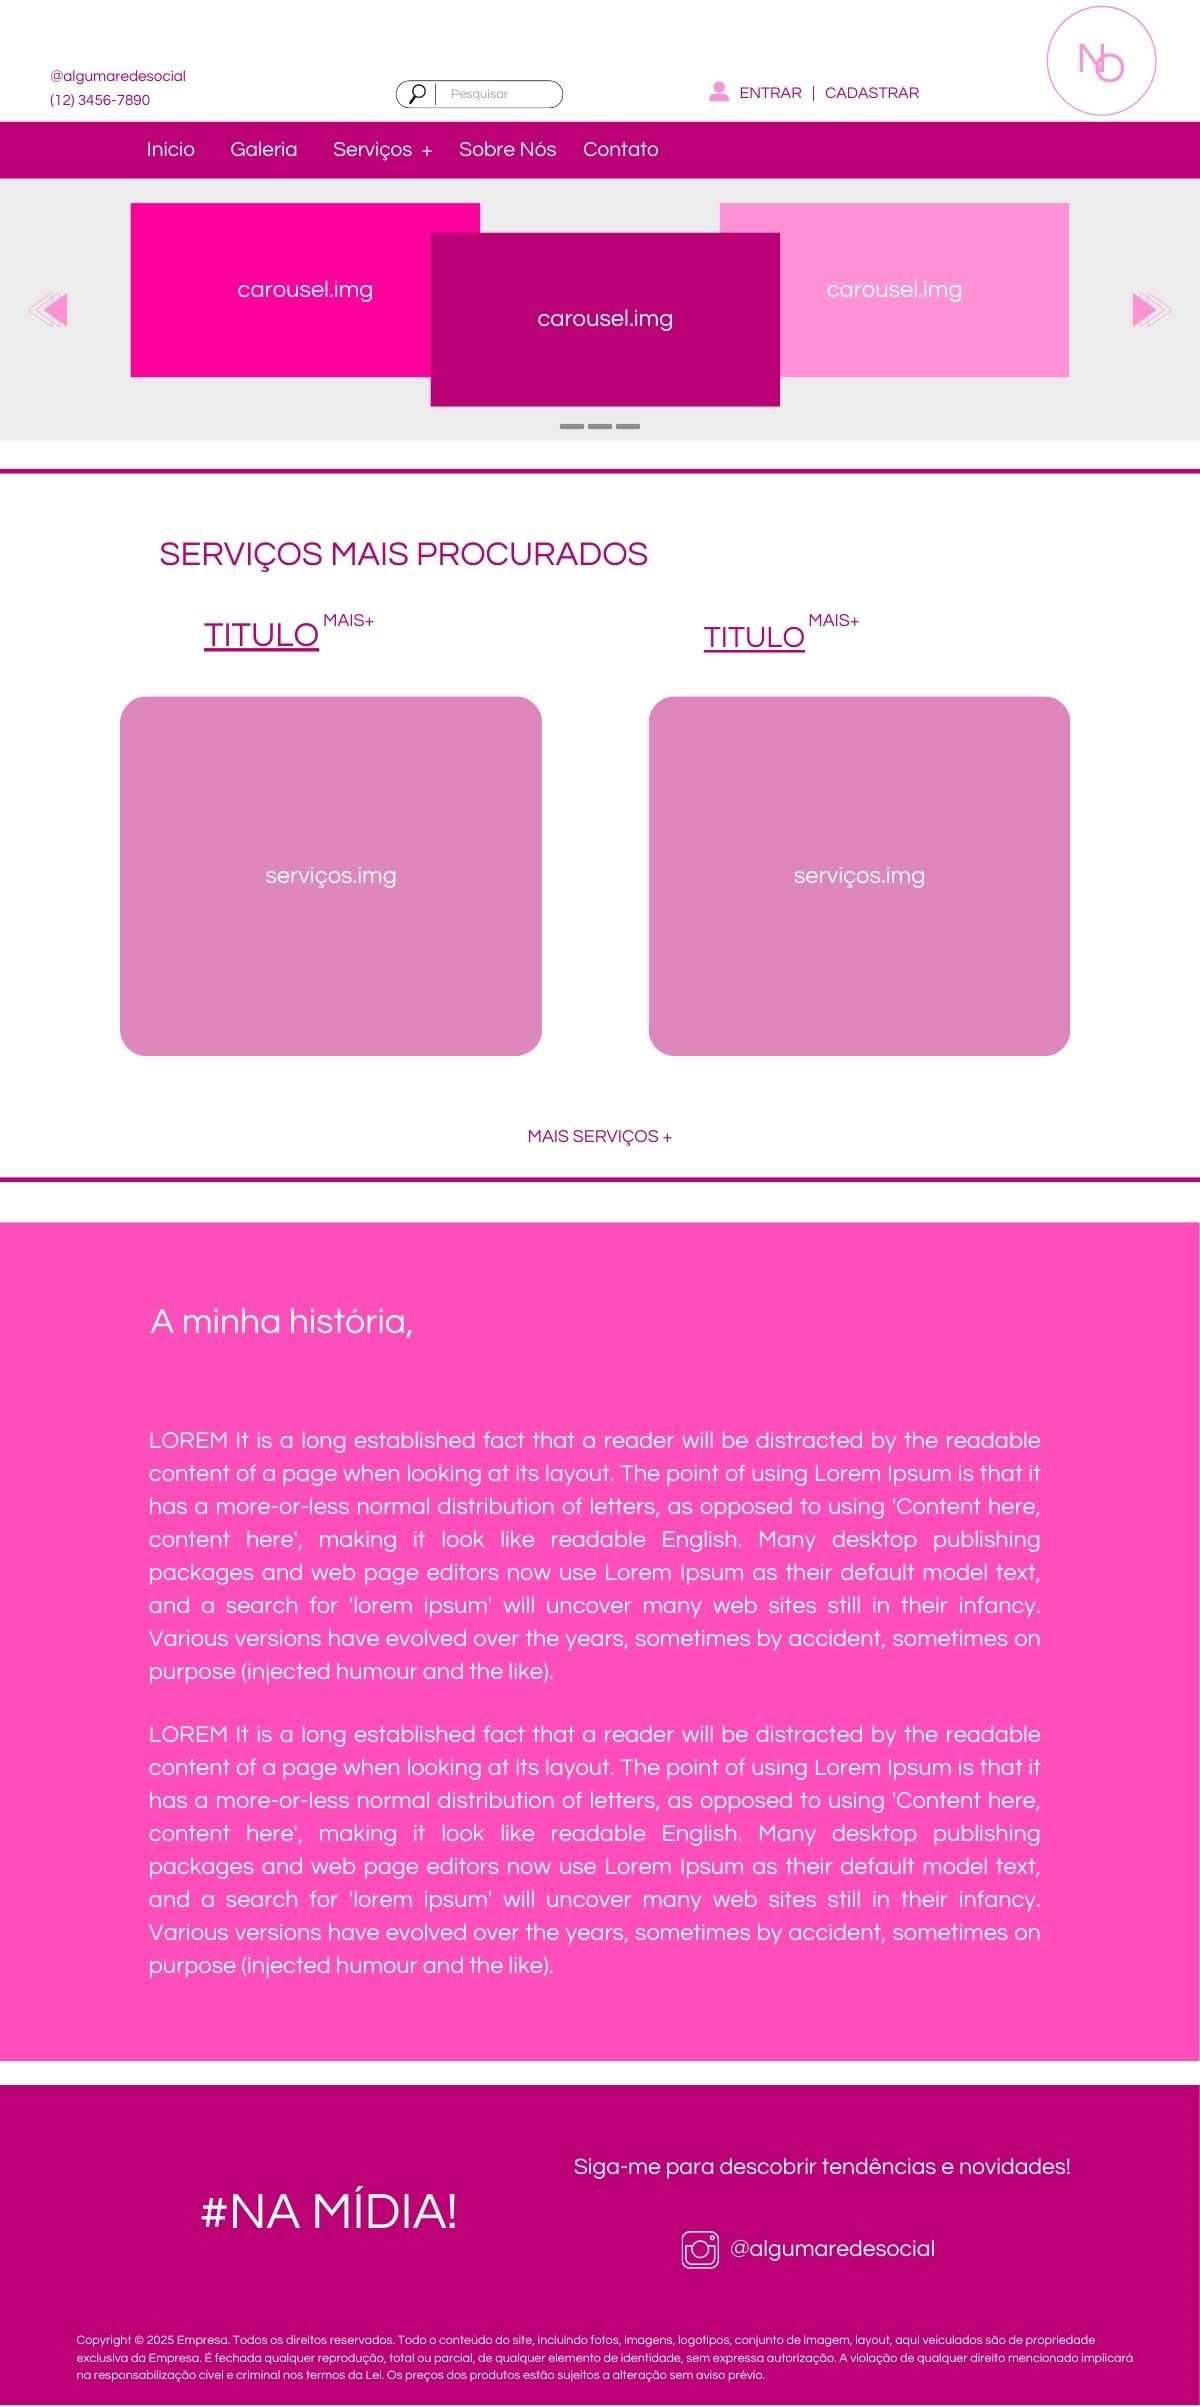 @algumaredesocial
(12) 3456-7890
Pesquisar
ENTRAR | CADASTRAR
NO
Início Galeria Serviços + Sobre Nós Contato
carousel.img
carousel.img
carousel.img
SERVIÇOS MAIS PROCURADOS
TITULO MAIS+
TITULO MAIS+
serviços.img
serviços.img
MAIS SERVIÇOS +
A minha história,
LOREM It is a long established fact that a reader will be distracted by the readable
content of a page when looking at its layout. The point of using Lorem Ipsum is that it
has a more-or-less normal distribution of letters, as opposed to using 'Content here,
content here', making it look like readable English. Many desktop publishing
packages and web page editors now use Lorem Ipsum as their default model text,
and a search for 'lorem ipsum' will uncover many web sites still in their infancy.
Various versions have evolved over the years, sometimes by accident, sometimes on
purpose (injected humour and the like).
LOREM It is a long established fact that a reader will be distracted by the readable
content of a page when looking at its layout. The point of using Lorem Ipsum is that it
has a more-or-less normal distribution of letters, as opposed to using 'Content here,
content here', making it look like readable English. Many desktop publishing
packages and web page editors now use Lorem Ipsum as their default model text,
and a search for 'lorem ipsum' will uncover many web sites still in their infancy.
Various versions have evolved over the years, sometimes by accident, sometimes on
purpose (injected humour and the like).
#NA MÍDIA!
Siga-me para descobrir tendências e novidades!
@algumaredesocial
Copyright © 2025 Empresa. Todos os direitos reservados. Todo o conteúdo do site, incluindo fotos, imagens, logotipos, conjunto de imagem, layout, aqui veiculados são de propriedade
exclusiva da Empresa. É fechada qualquer reprodução, total ou parcial, de qualquer elemento de identidade, sem expressa autorização. A violação de qualquer direito mencionado implicará
na responsabilização cível e criminal nos termos da Lei. Os preços dos produtos estão sujeitos a alteração sem aviso prévio.